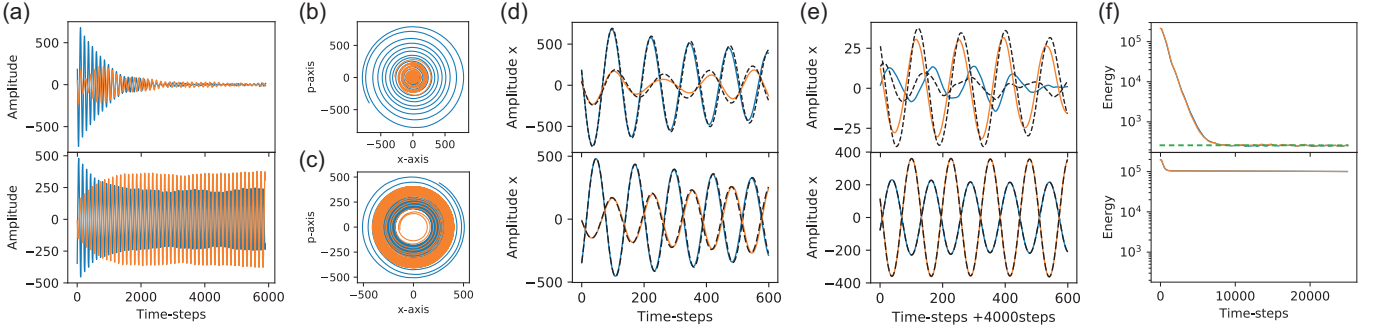 (a)
Amplitude
500
0
−500
Amplitude
500
250
0
−250
−500
0
2000
4000
6000
Time-steps
(b)
p-axis
500
0
−500
−500
0
500
x-axis
(c)
p-axis
500
250
0
−250
−500
−500
0
500
x-axis
(d)
Amplitude x
500
0
−500
Amplitude x
500
0
−500
0
200
400
600
Time-steps
(e)
Amplitude x
25
0
−25
Amplitude x
400
200
0
−200
−400
0
200
400
600
Time-steps +4000steps
(f)
Energy
10⁵
10⁴
10³
Energy
10⁵
10⁴
10³
0
10000
20000
Time-steps